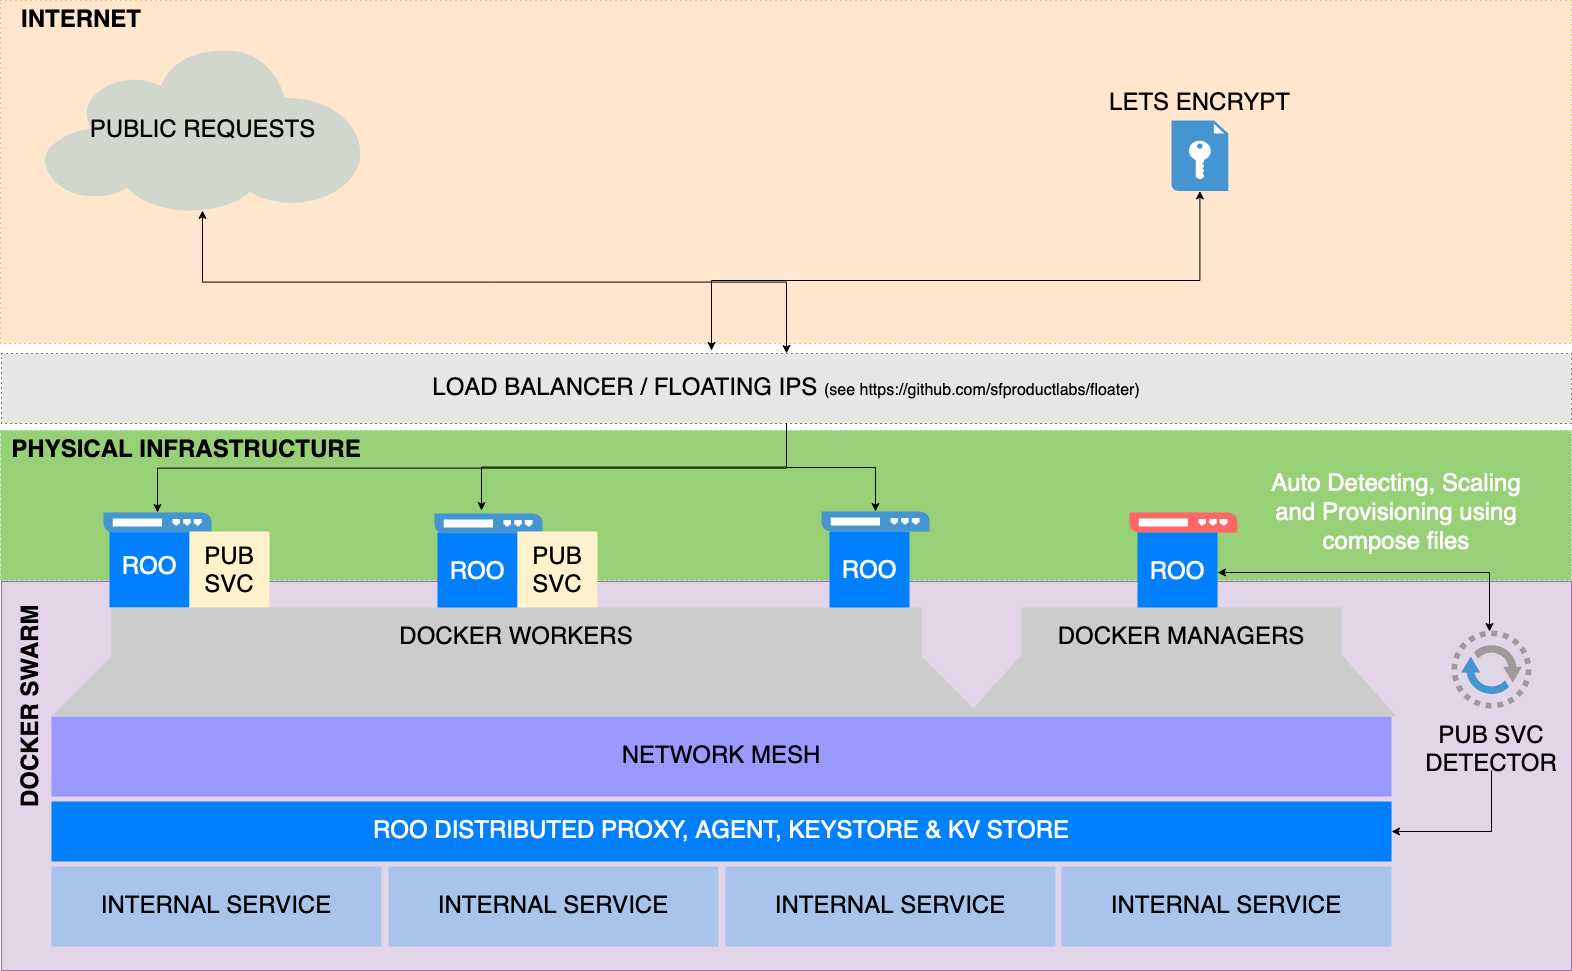 INTERNET
PUBLIC REQUESTS
LETS ENCRYPT
LOAD BALANCER / FLOATING IPS (see https://github.com/sfproductlabs/floater)
PHYSICAL INFRASTRUCTURE
Auto Detecting, Scaling
and Provisioning using
compose files
ROO
PUB
SVC
ROO
PUB
SVC
ROO
ROO
DOCKER SWARM
DOCKER WORKERS
DOCKER MANAGERS
PUB SVC
DETECTOR
NETWORK MESH
ROO DISTRIBUTED PROXY, AGENT, KEYSTORE & KV STORE
INTERNAL SERVICE
INTERNAL SERVICE
INTERNAL SERVICE
INTERNAL SERVICE